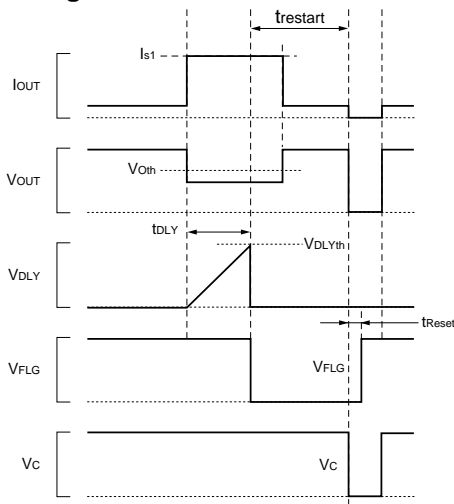 trestart
Is1
IOUT
VOUT
VOth
tDLY
VDLYth
VDLY
tReset
VFLG
VFLG
VC
VC